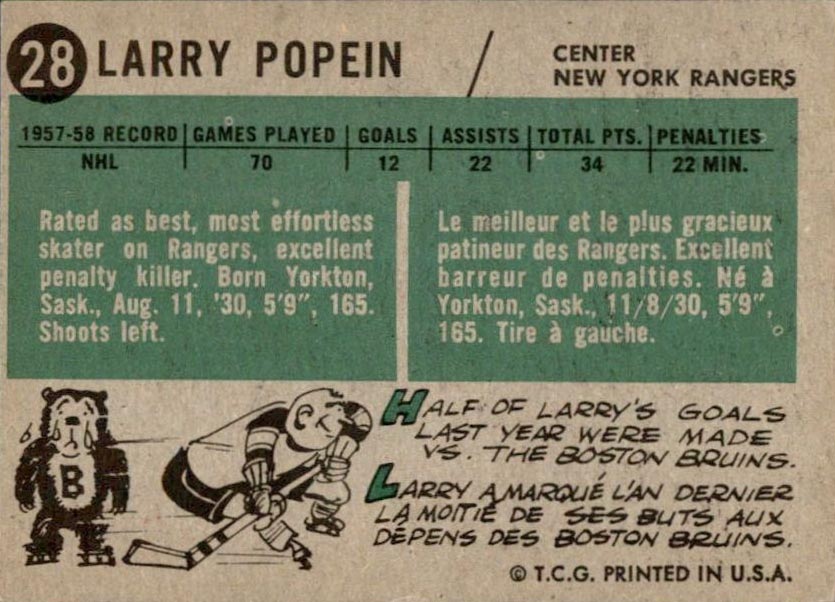 28 LARRY POPEIN / CENTER
NEW YORK RANGERS
1957-58 RECORD | GAMES PLAYED | GOALS | ASSISTS | TOTAL PTS. | PENALTIES
NHL 70 12 22 34 22 MIN.
Rated as best, most effortless
skater on Rangers, excellent
penalty killer. Born Yorkton,
Sask., Aug. 11, '30, 5'9", 165.
Shoots left.
Le meilleur et le plus gracieux
patineur des Rangers. Excellent
barreur de penalties. Né à
Yorkton, Sask., 11/8/30, 5'9",
165. Tire à gauche.
B
HALF OF LARRY'S GOALS
LAST YEAR WERE MADE
VS. THE BOSTON BRUINS.
LARRY A MARQUÉ L'AN DERNIER
LA MOITIÉ DE SES BUTS AUX
DÉPENS DES BOSTON BRUINS.
© T.C.G. PRINTED IN U.S.A.